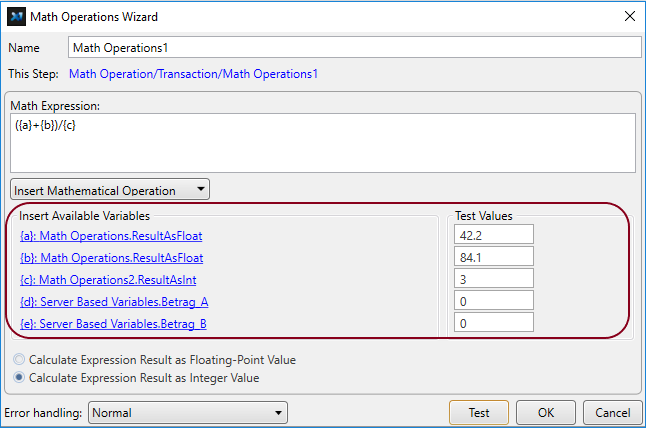 Math Operations Wizard
Name Math Operations1
This Step: Math Operation/Transaction/Math Operations1
Math Expression:
({a}+{b})/{c}
Insert Mathematical Operation
Insert Available Variables Test Values
{a}: Math Operations.ResultAsFloat 42.2
{b}: Math Operations.ResultAsFloat 84.1
{c}: Math Operations2.ResultAsInt 3
{d}: Server Based Variables.Betrag_A 0
{e}: Server Based Variables.Betrag_B 0
Calculate Expression Result as Floating-Point Value
Calculate Expression Result as Integer Value
Error handling: Normal Test OK Cancel